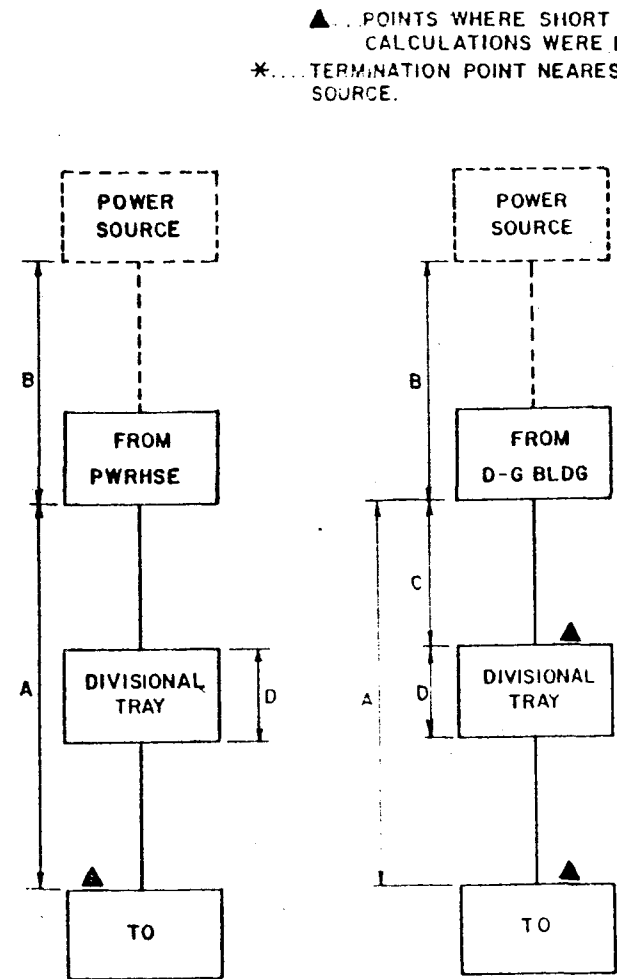 ▲...POINTS WHERE SHORT
CALCULATIONS WERE
*....TERMINATION POINT
SOURCE.
POWER
SOURCE
B
FROM
PWRHSE
A
DIVISIONAL
TRAY
D
TO
POWER
SOURCE
B
FROM
D-G BLDG
C
A
DIVISIONAL
TRAY
D
TO